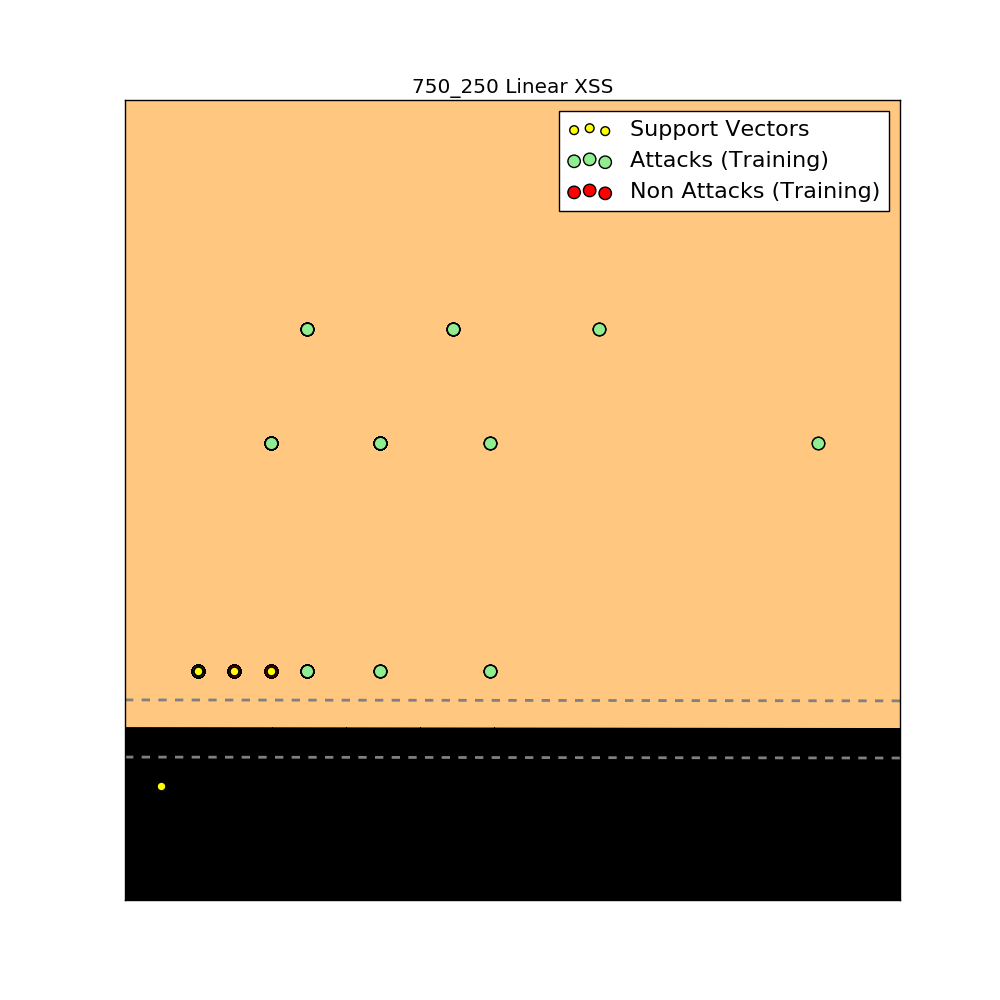 750_250 Linear XSS
Support Vectors
Attacks (Training)
Non Attacks (Training)